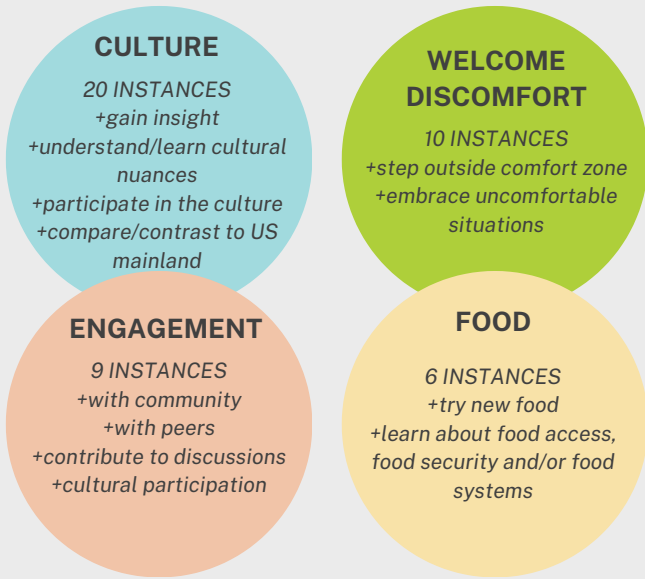 CULTURE
20 INSTANCES
+gain insight
+understand/learn cultural
nuances
+participate in the culture
+compare/contrast to US
mainland
WELCOME
DISCOMFORT
10 INSTANCES
+step outside comfort zone
+embrace uncomfortable
situations
ENGAGEMENT
9 INSTANCES
+with community
+with peers
+contribute to discussions
+cultural participation
FOOD
6 INSTANCES
+try new food
+learn about food access,
food security and/or food
systems